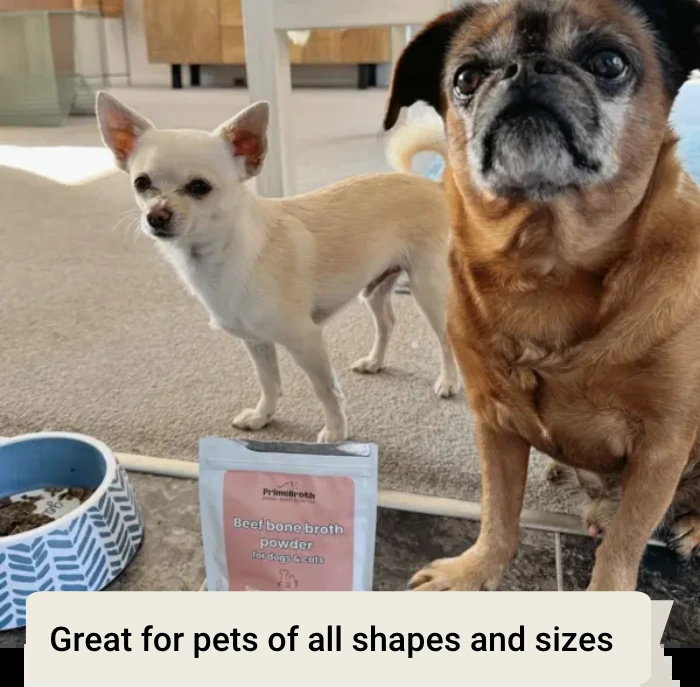 PrimeBroth
Beef bone broth
powder
for dogs & cats
Great for pets of all shapes and sizes